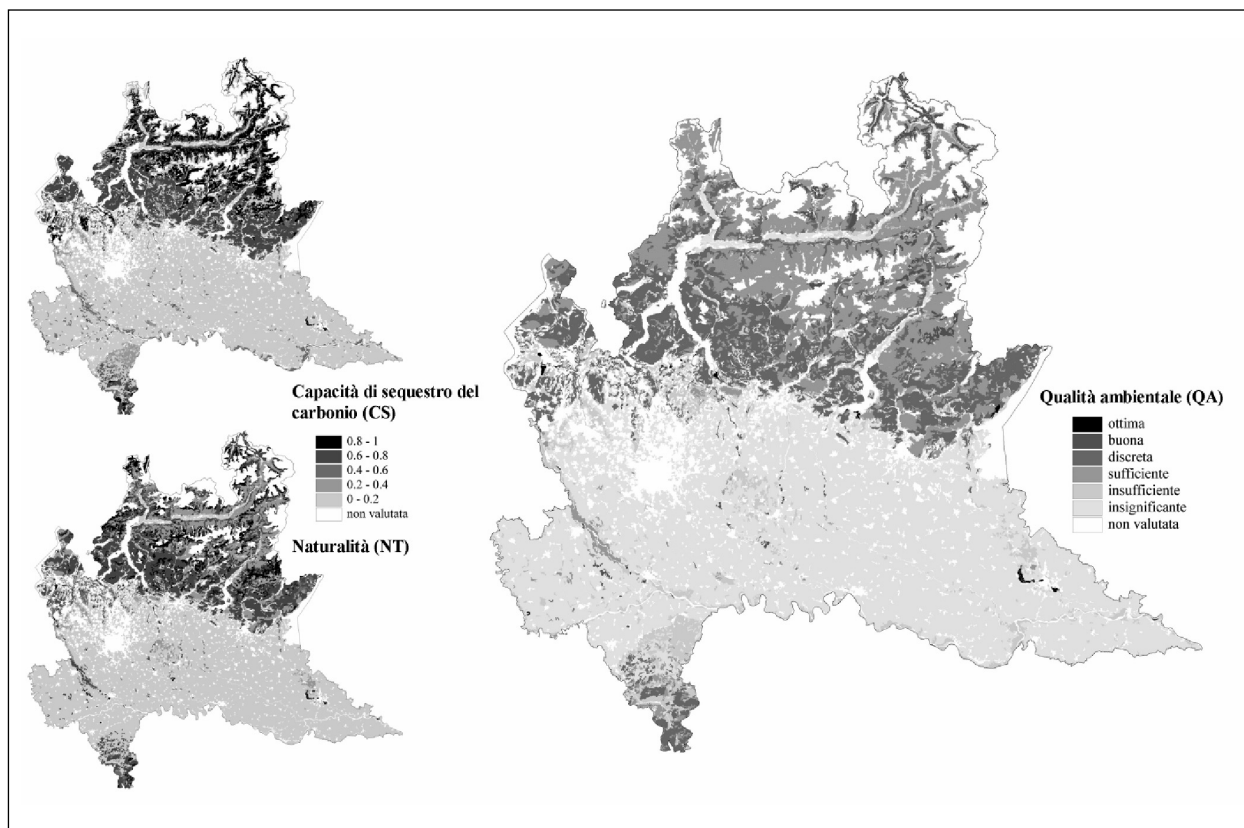 Capacità di sequestro del
carbonio (CS)
0.8 - 1
0.6 - 0.8
0.4 - 0.6
0.2 - 0.4
0 - 0.2
non valutata
Naturalità (NT)
Qualità ambientale (QA)
ottima
buona
discreta
sufficiente
insufficiente
insignificante
non valutata